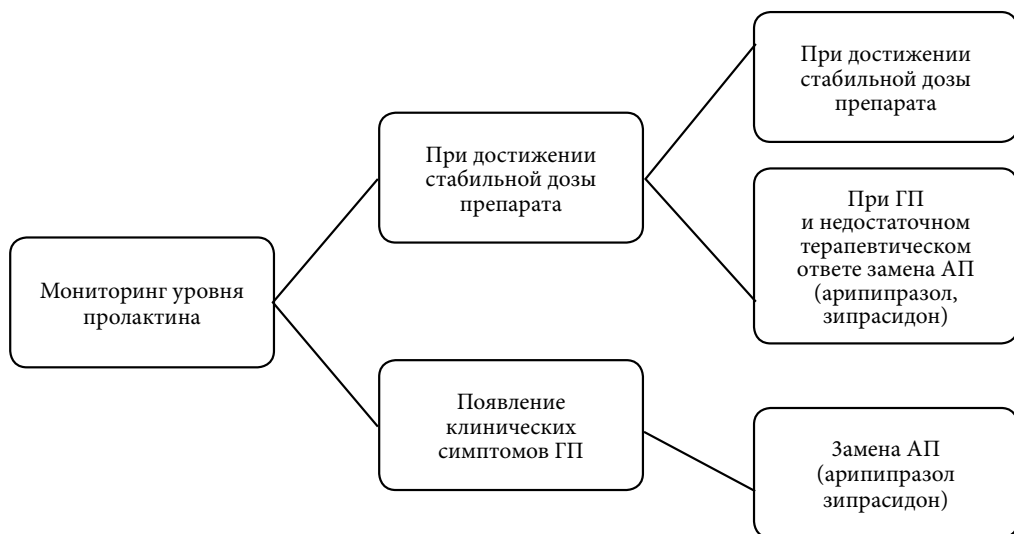 Мониторинг уровня
пролактина
При достижении
стабильной дозы
препарата
Появление
клинических
симптомов ГП
При достижении
стабильной дозы
препарата
При ГП
и недостаточном
терапевтическом
ответе замена АП
(арипипразол,
зипрасидон)
Замена АП
(арипипразол
зипрасидон)